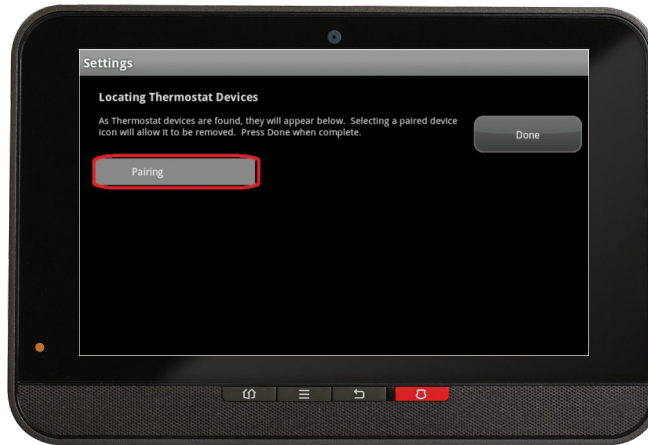 Settings
Locating Thermostat Devices
As Thermostat devices are found, they will appear below.  Selecting a paired device
icon will allow it to be removed.  Press Done when complete.
Done
Pairing